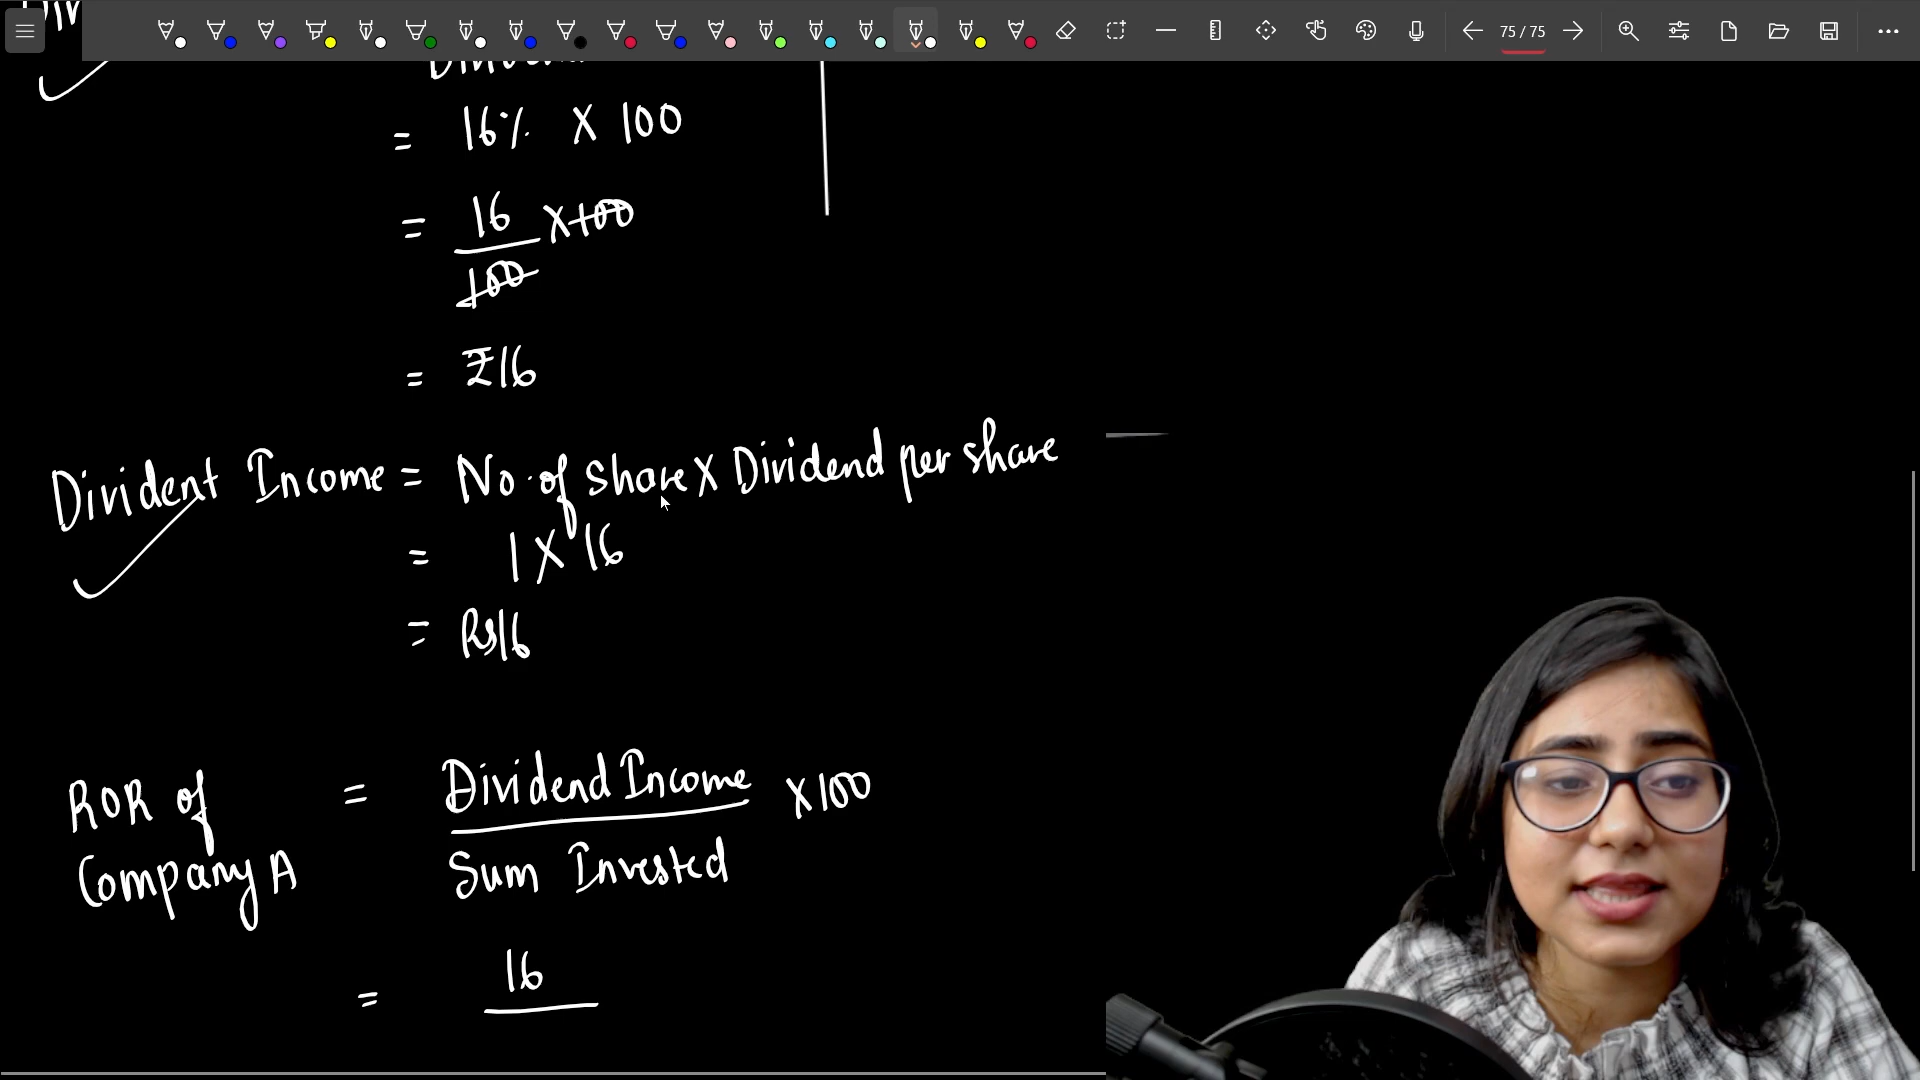 75 / 75
= 16% X 100
= 16/100 X 100
= ₹16
Divident Income = No. of Share X Dividend per share
= 1 X 16
= Rs16
ROR of Company A = Dividend Income / Sum Invested X 100
= 16